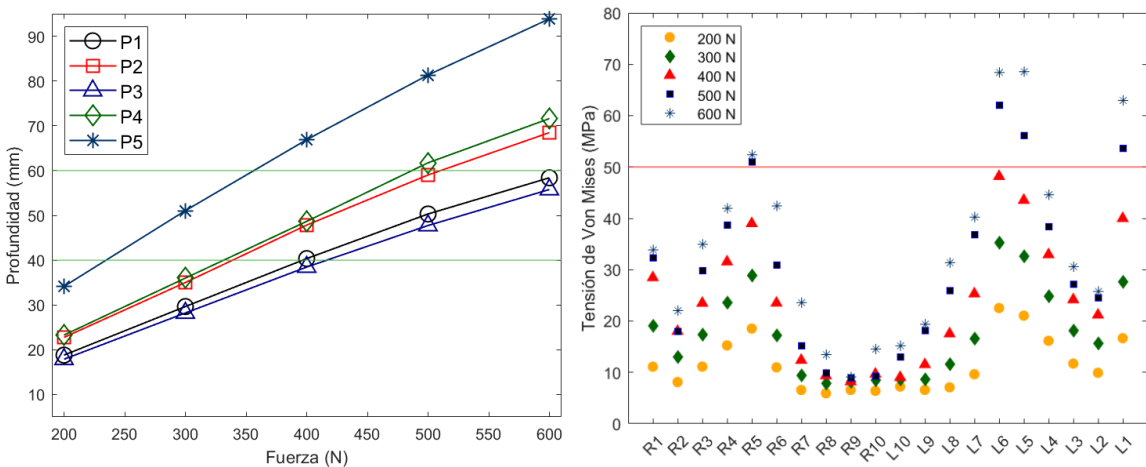 90
80
70
60
50
40
30
20
10
Profundidad (mm)
P1
P2
P3
P4
P5
200 250 300 350 400 450 500 550 600
Fuerza (N)
80
70
60
50
40
30
20
10
0
Tensión de Von Mises (MPa)
200 N
300 N
400 N
500 N
600 N
R1 R2 R3 R4 R5 R6 R7 R8 R9 R10 L10 L9 L8 L7 L6 L5 L4 L3 L2 L1